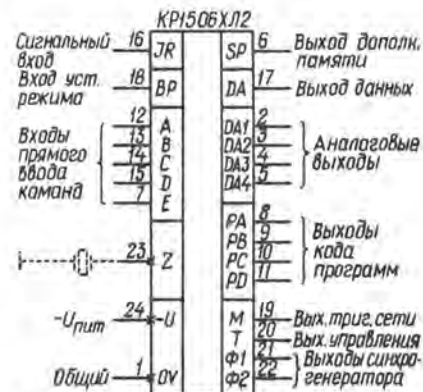 КР1506ХЛ2
Сигнальный вход 16 JR SP 6 Выход дополн. памяти
Вход уст. режима 18 BP DA 17 Выход данных
Входы прямого ввода команд
12 A
13 B
14 C
15 D
7 E
DA1 2
DA2 3
DA3 4
DA4 5
Аналоговые выходы
PA 8
PB 9
PC 10
PD 11
Выходы кода программ
23 Z
-Uпит 24 -U
Общий 1 OV
M 19 Вых. триг. сети
T 20 Вых. управления
Ф1 21
Ф2 22
Выходы синхро-
генератора